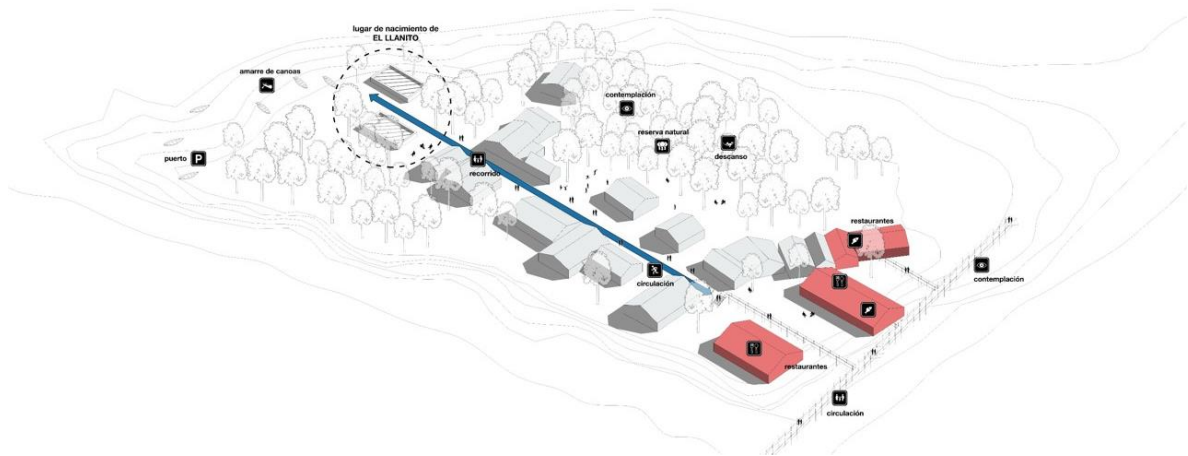 lugar de nacimiento de
EL LLANITO
amarre de canoas
contemplación
reserva natural
descanso
puerto P
recorrido
restaurantes
contemplación
circulación
restaurantes
circulación